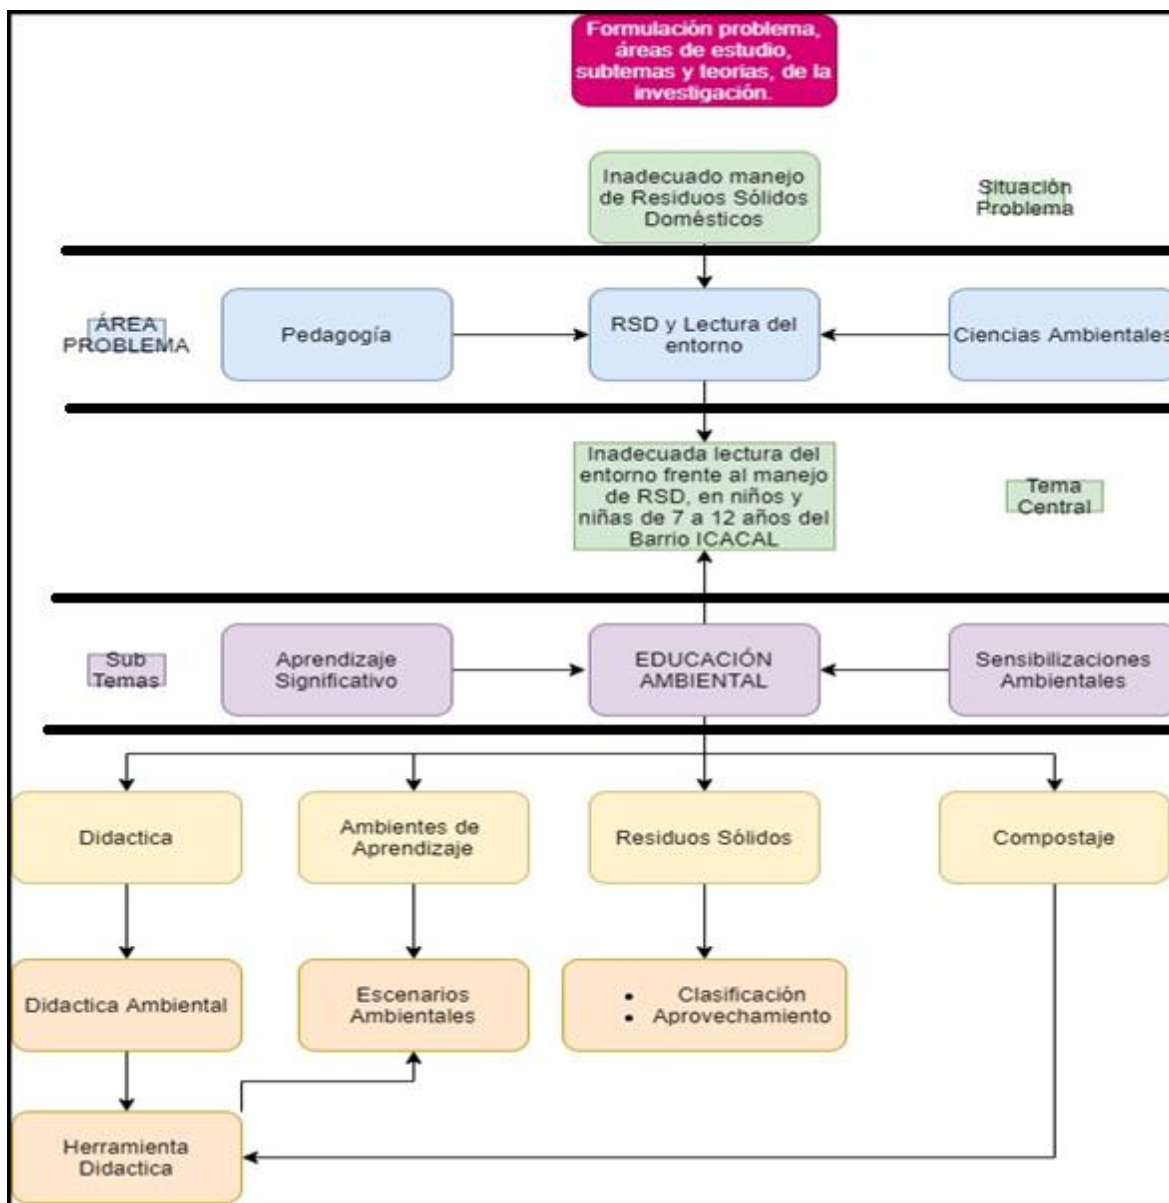 Formulación problema,
áreas de estudio,
subtemas y teorias, de la
investigación.
Inadecuado manejo
de Residuos Sólidos
Domésticos
Situación
Problema
ÁREA
PROBLEMA
Pedagogía
RSD y Lectura del
entorno
Ciencias Ambientales
Inadecuada lectura del
entorno frente al manejo
de RSD, en niños y
niñas de 7 a 12 años del
Barrio ICACAL
Tema
Central
Sub
Temas
Aprendizaje
Significativo
EDUCACIÓN
AMBIENTAL
Sensibilizaciones
Ambientales
Didactica
Ambientes de
Aprendizaje
Residuos Sólidos
Compostaje
Didactica Ambiental
Escenarios
Ambientales
• Clasificación
• Aprovechamiento
Herramienta
Didactica